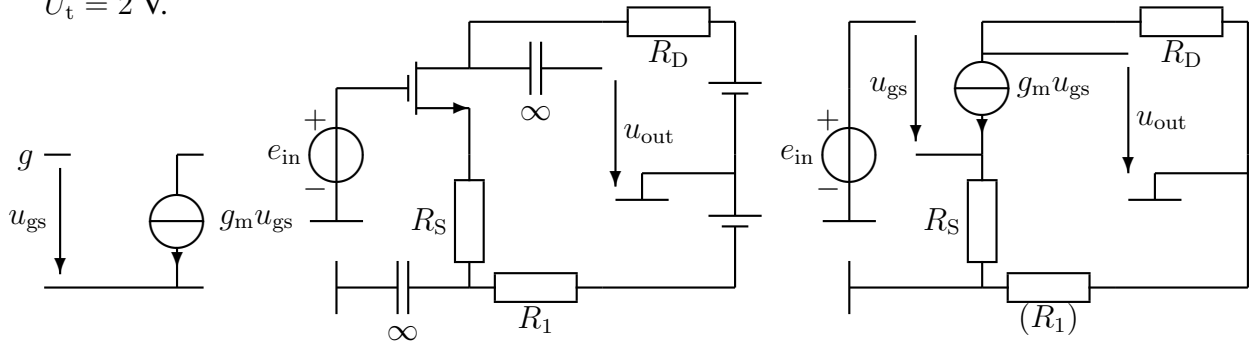 U_t = 2 V.
R_D
R_D
u_gs
g_m u_gs
+
∞
+
u_out
u_out
g
e_in
e_in
−
−
u_gs
g_m u_gs
R_S
R_S
∞
R_1
(R_1)